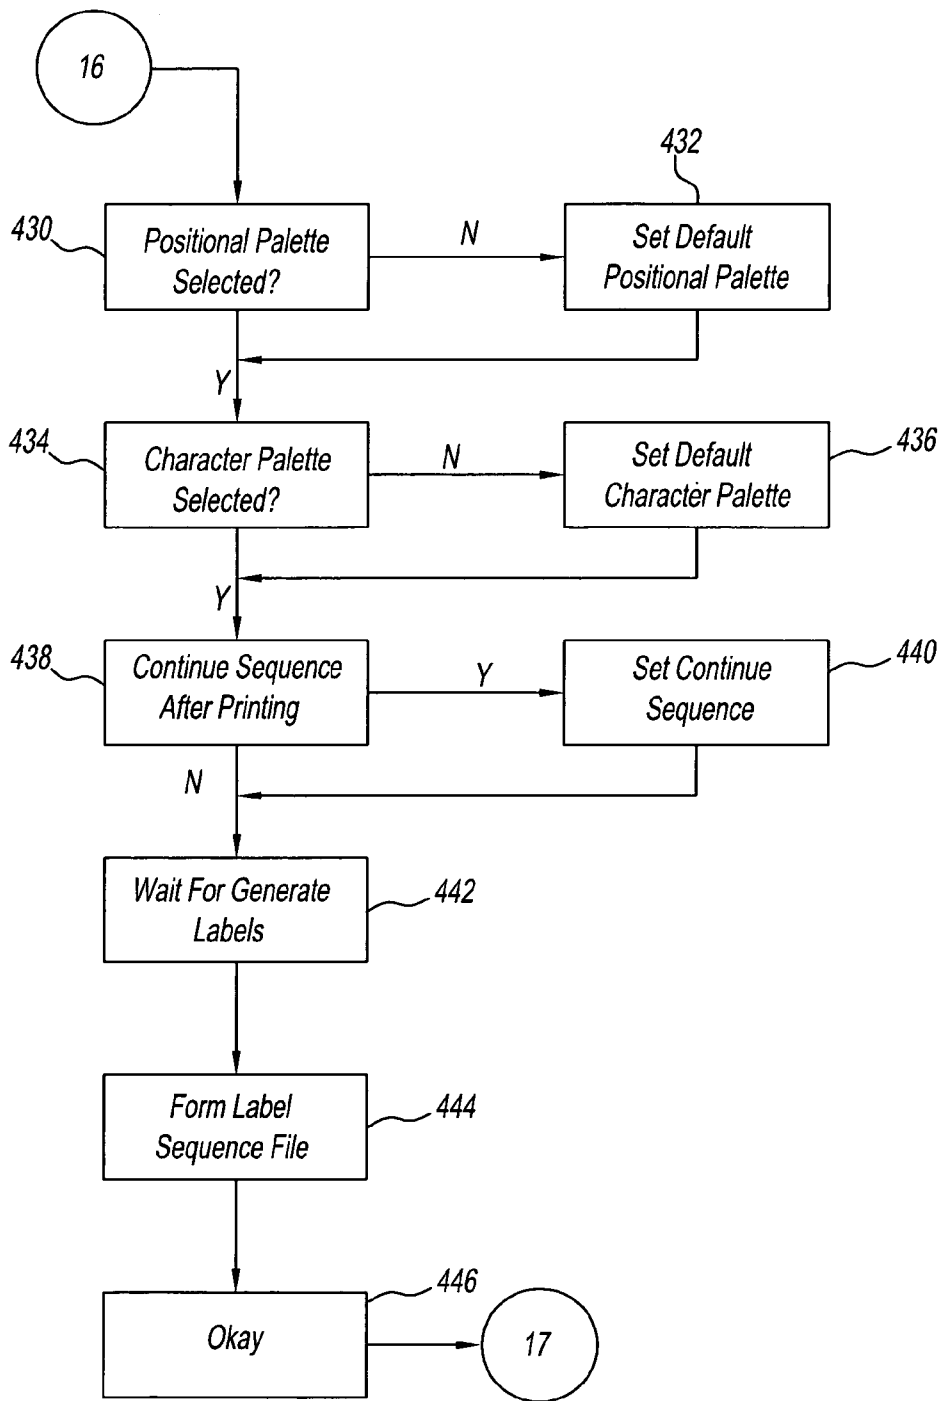 16
432
430
Positional Palette
Selected?
N
Set Default
Positional Palette
Y
434
Character Palette
Selected?
N
Set Default
Character Palette
436
Y
438
Continue Sequence
After Printing
Y
Set Continue
Sequence
440
N
Wait For Generate
Labels
442
Form Label
Sequence File
444
446
Okay
17